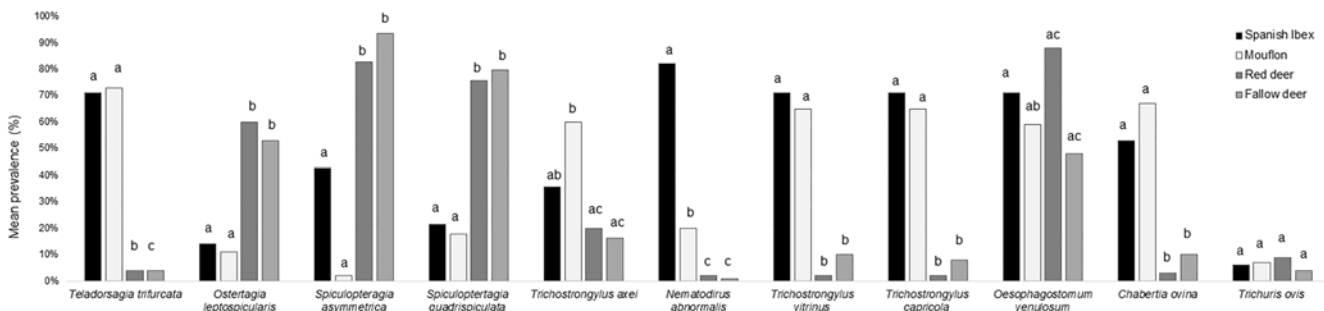 100%
90%
80%
70%
60%
50%
40%
30%
20%
10%
0%
Mean prevalence (%)
a a b c
a a b b
a a b b
a a b b
ab a ac ac
a b c c
a a b b
a a b b
a ab ac ac
a a b b
a a a a
Spanish Ibex
Mouflon
Red deer
Fallow deer
Teladorsagia trifurcata
Ostertagia
leptospicularis
Spiculopteragia
asymmetrica
Spiculoptertagia
quadrispiculata
Trichostrongylus axei
Nematodirus
abnormalis
Trichostrongylus
vitrinus
Trichostrongylus
capricola
Oesophagostomum
venulosum
Chabertia ovina
Trichuris ovis